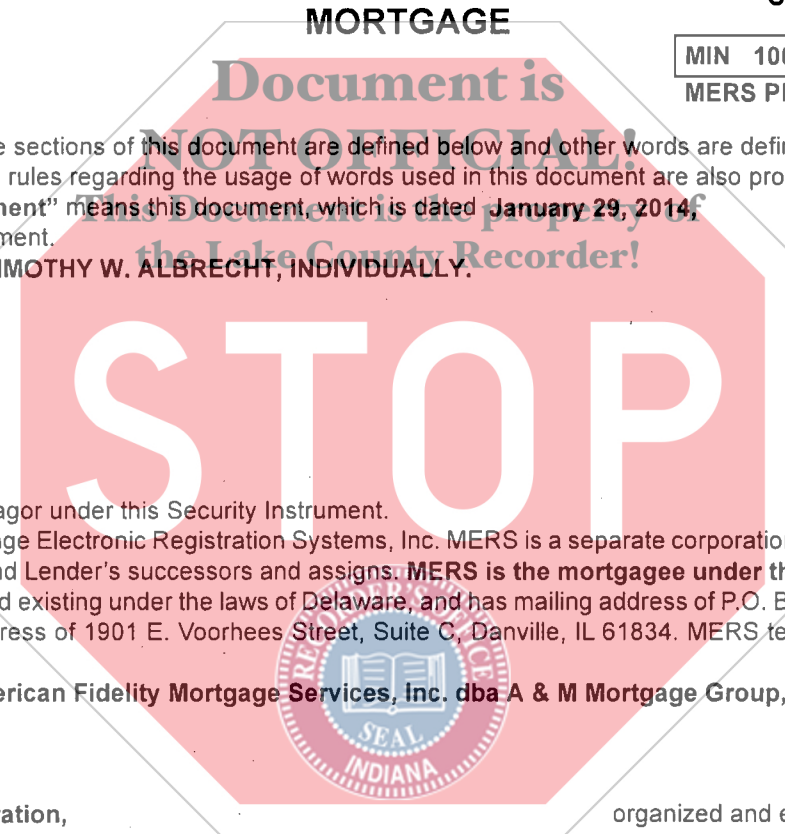 MORTGAGE
MIN 10
MERS
Document is
NOT OFFICIAL!
This Document is the property of
the Lake County Recorder!
e sections of this document are defined below and other words are defin
rules regarding the usage of words used in this document are also pro
ment" means this document, which is dated January 29, 2014,
ment.
IMOTHY W. ALBRECHT, INDIVIDUALLY.
STOP
agor under this Security Instrument.
ge Electronic Registration Systems, Inc. MERS is a separate corporation
nd Lender's successors and assigns. MERS is the mortgagee under th
d existing under the laws of Delaware, and has mailing address of P.O. B
ress of 1901 E. Voorhees Street, Suite C, Danville, IL 61834. MERS te
RECORDER'S OFFICE
erican Fidelity Mortgage Services, Inc. dba A & M Mortgage Group,
SEAL
INDIANA
ration,
organized and e